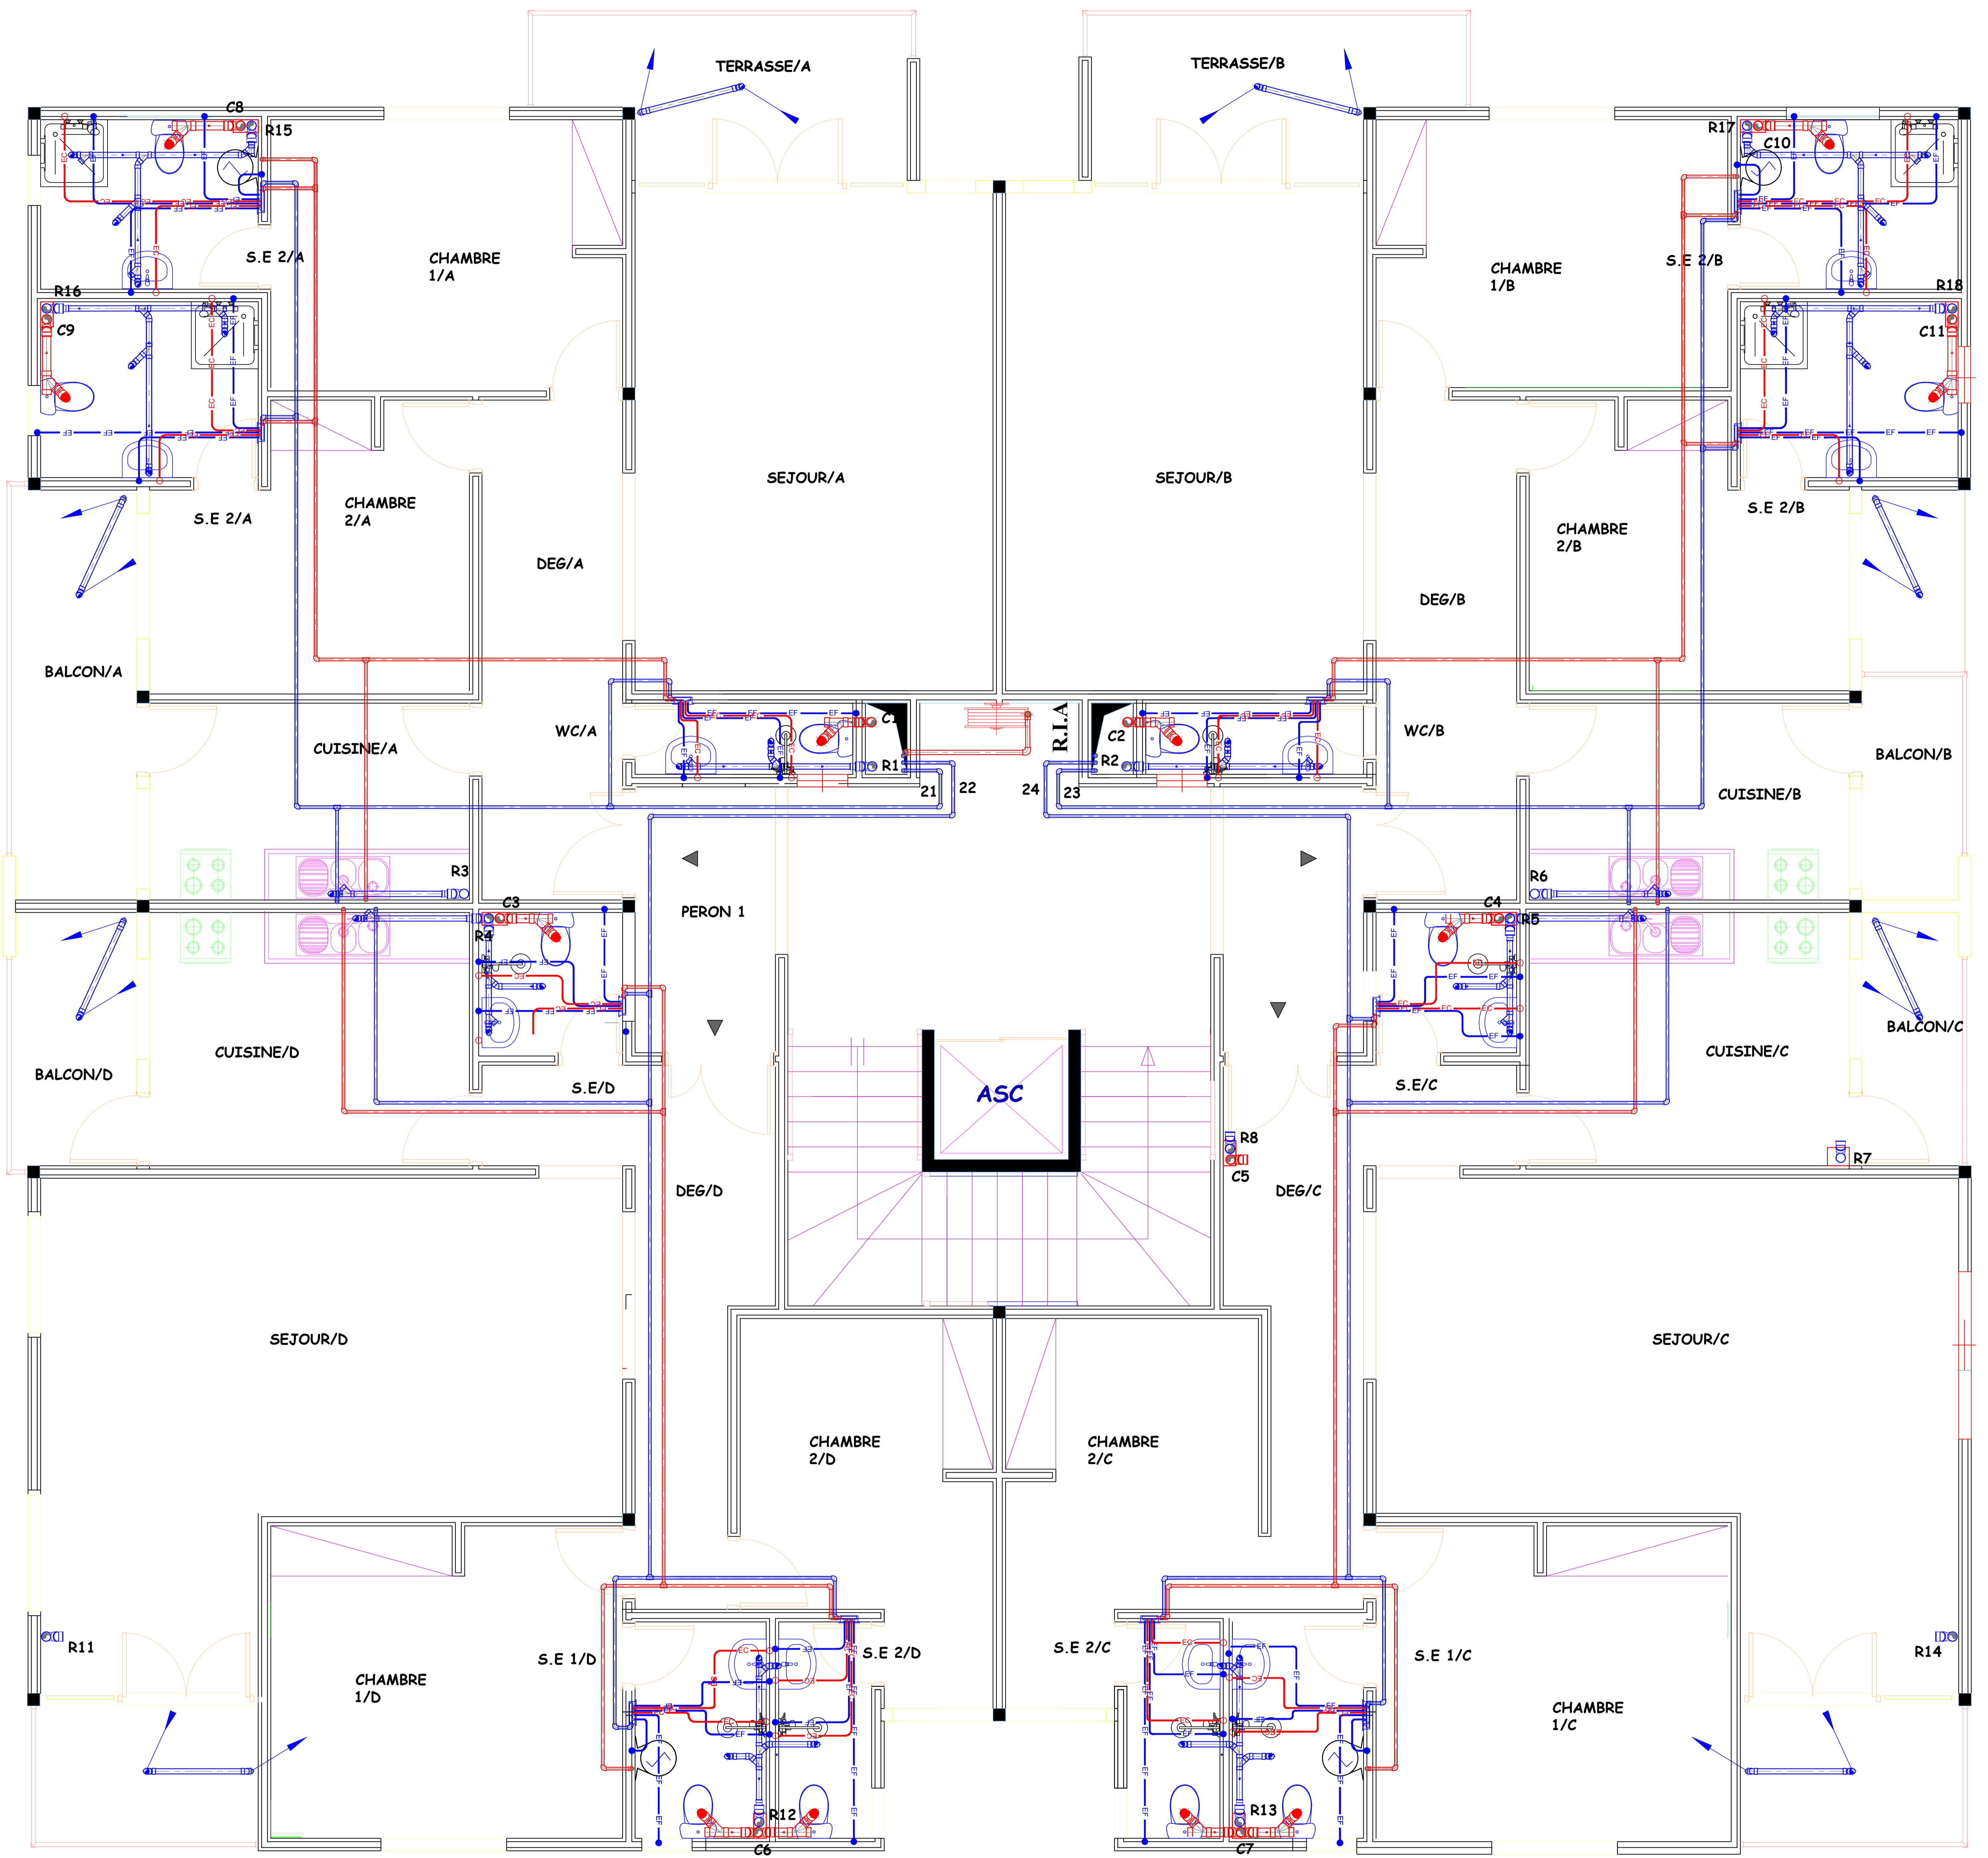 TERRASSE/A
TERRASSE/B
C8
R15
R17
C10
S.E 2/A
CHAMBRE
1/A
CHAMBRE
1/B
S.E 2/B
R16
C9
R18
C11
SEJOUR/A
SEJOUR/B
S.E 2/A
CHAMBRE
2/A
S.E 2/B
CHAMBRE
2/B
DEG/A
DEG/B
BALCON/A
WC/A
C1
R.I.A
C2
WC/B
CUISINE/A
R1
R2
BALCON/B
21
22
24
23
CUISINE/B
R3
R6
C3
PERON 1
C4
R4
R5
BALCON/C
CUISINE/D
CUISINE/C
BALCON/D
S.E/D
ASC
S.E/C
R8
C5
R7
DEG/D
DEG/C
SEJOUR/D
SEJOUR/C
CHAMBRE
2/D
CHAMBRE
2/C
R11
S.E 1/D
S.E 2/D
S.E 2/C
S.E 1/C
R14
CHAMBRE
1/D
CHAMBRE
1/C
R12
R13
C6
C7
EC
EF